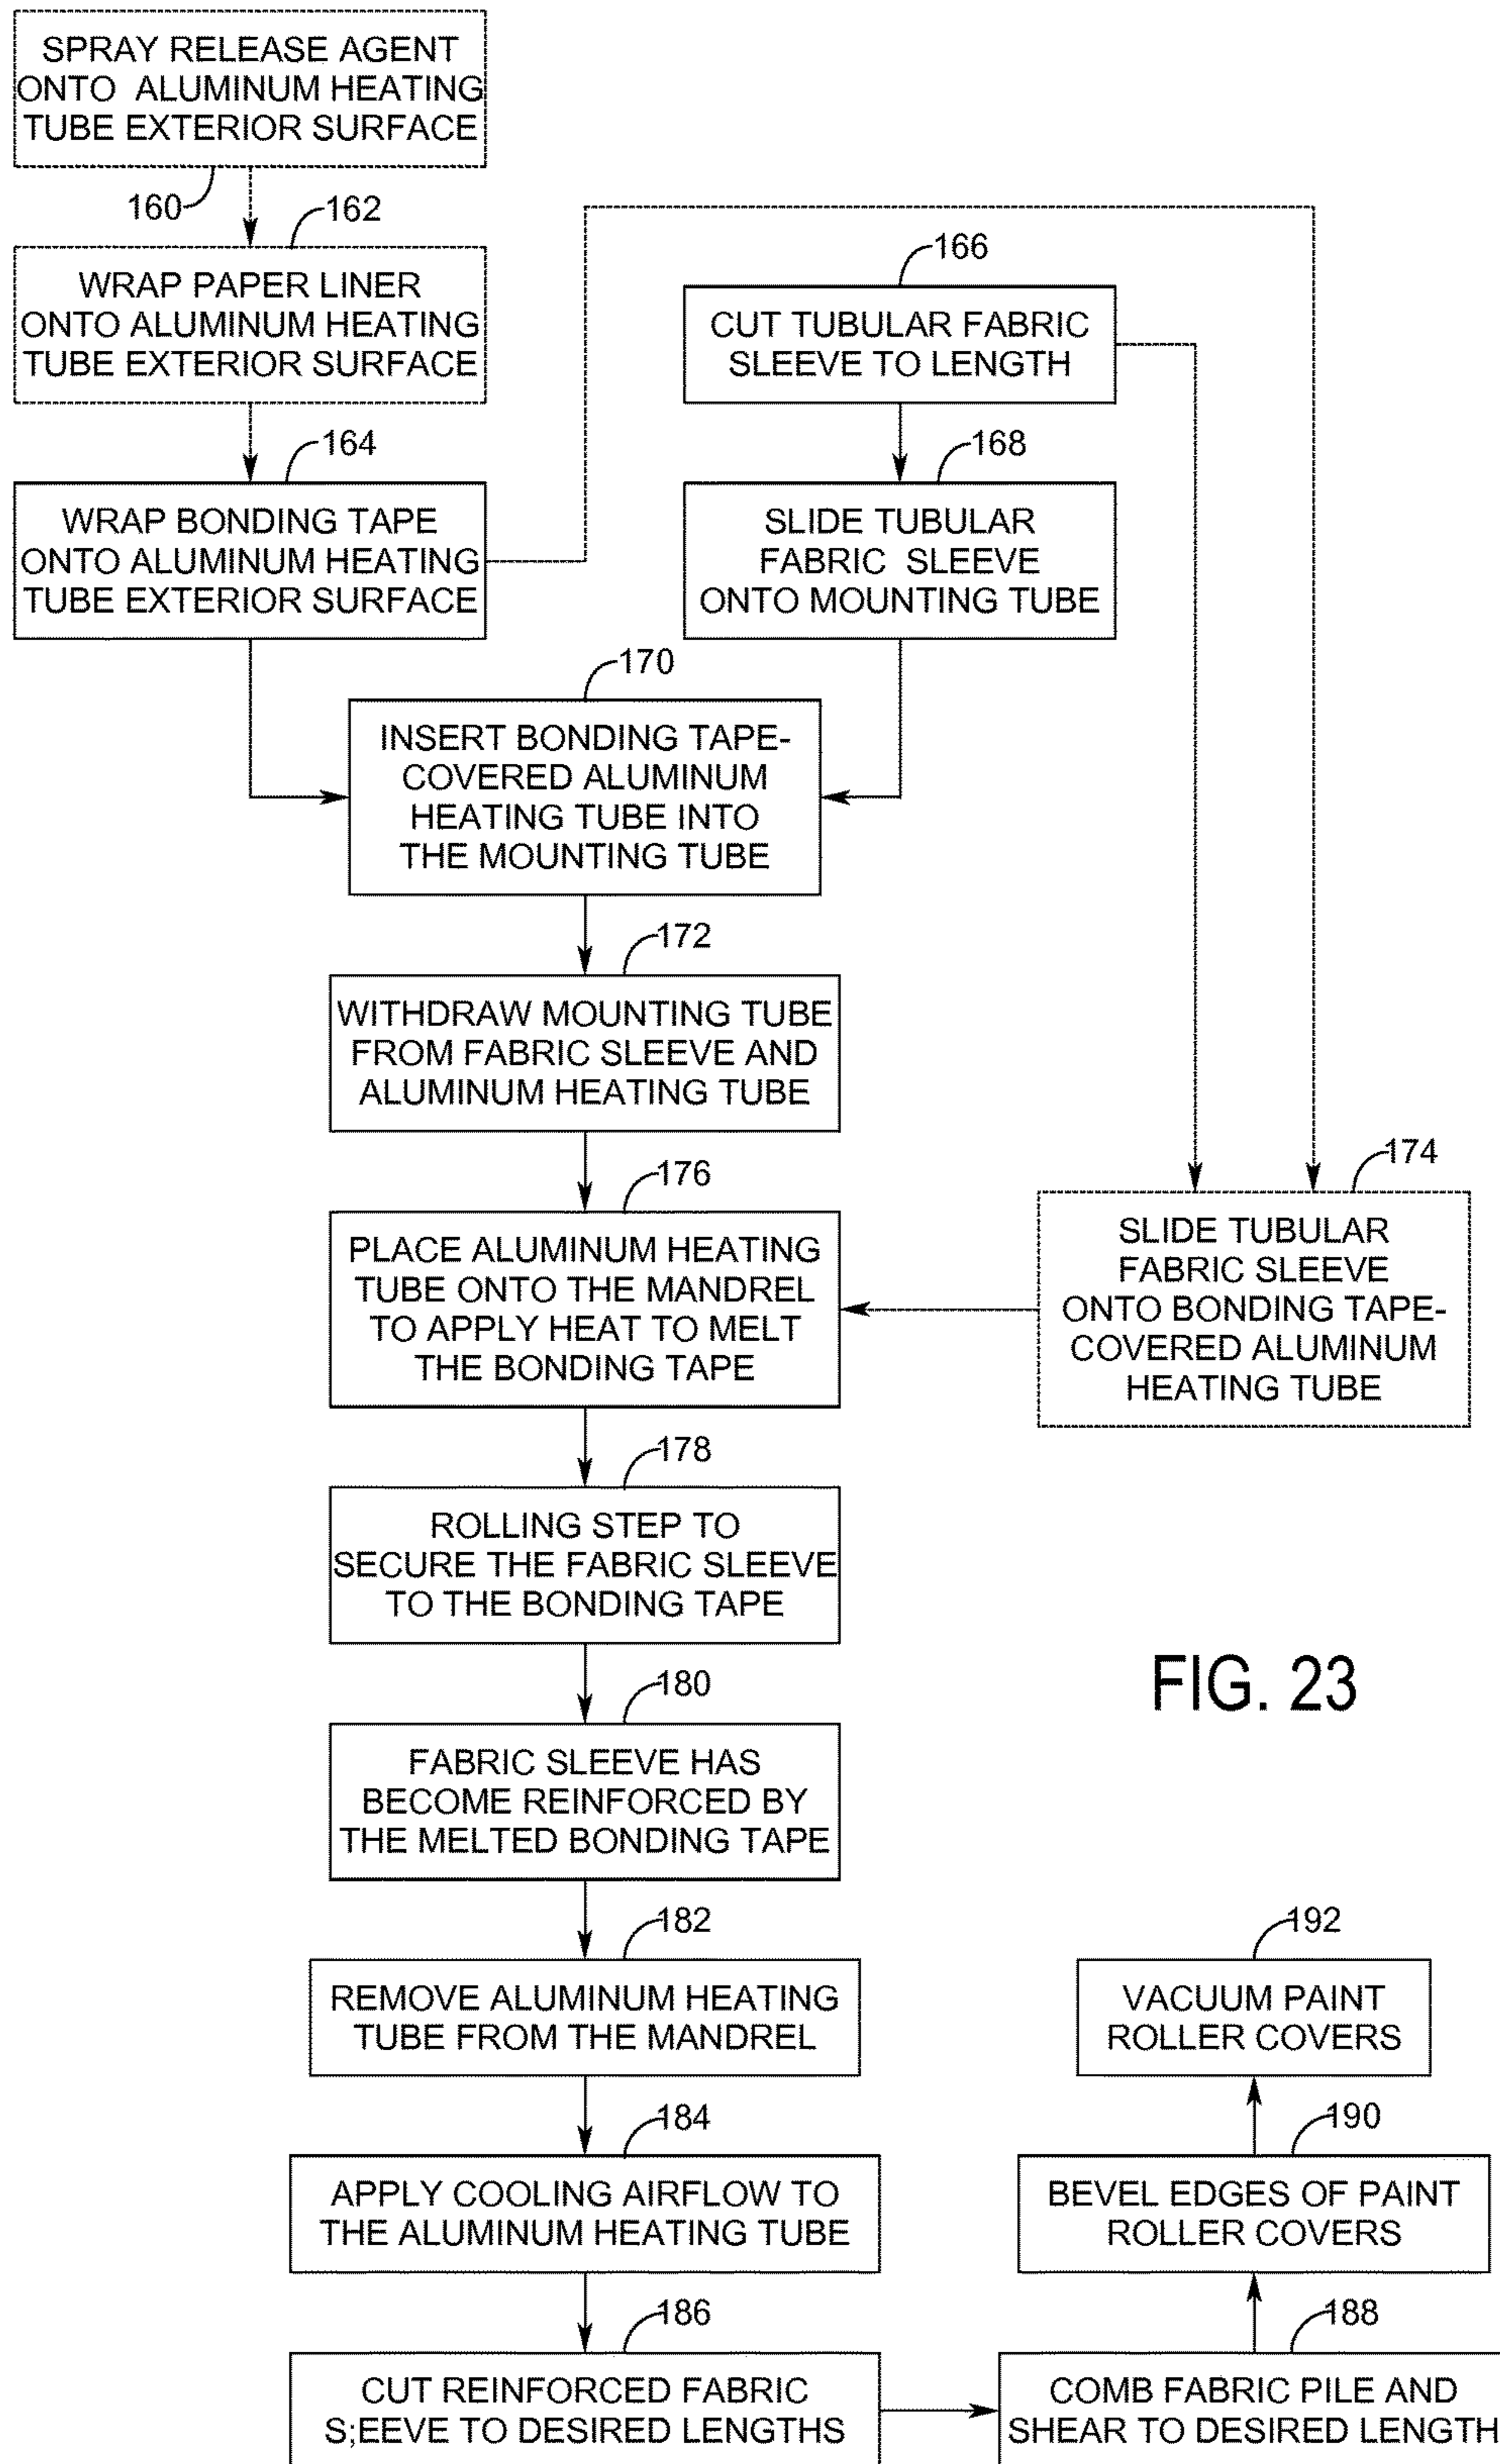 SPRAY RELEASE AGENT
ONTO ALUMINUM HEATING
TUBE EXTERIOR SURFACE
160
162
WRAP PAPER LINER
ONTO ALUMINUM HEATING
TUBE EXTERIOR SURFACE
164
WRAP BONDING TAPE
ONTO ALUMINUM HEATING
TUBE EXTERIOR SURFACE
166
CUT TUBULAR FABRIC
SLEEVE TO LENGTH
168
SLIDE TUBULAR
FABRIC SLEEVE
ONTO MOUNTING TUBE
170
INSERT BONDING TAPE-
COVERED ALUMINUM
HEATING TUBE INTO
THE MOUNTING TUBE
172
WITHDRAW MOUNTING TUBE
FROM FABRIC SLEEVE AND
ALUMINUM HEATING TUBE
174
SLIDE TUBULAR
FABRIC SLEEVE
ONTO BONDING TAPE-
COVERED ALUMINUM
HEATING TUBE
176
PLACE ALUMINUM HEATING
TUBE ONTO THE MANDREL
TO APPLY HEAT TO MELT
THE BONDING TAPE
178
ROLLING STEP TO
SECURE THE FABRIC SLEEVE
TO THE BONDING TAPE
180
FABRIC SLEEVE HAS
BECOME REINFORCED BY
THE MELTED BONDING TAPE
182
REMOVE ALUMINUM HEATING
TUBE FROM THE MANDREL
184
APPLY COOLING AIRFLOW TO
THE ALUMINUM HEATING TUBE
186
CUT REINFORCED FABRIC
S;EEVE TO DESIRED LENGTHS
188
COMB FABRIC PILE AND
SHEAR TO DESIRED LENGTH
190
BEVEL EDGES OF PAINT
ROLLER COVERS
192
VACUUM PAINT
ROLLER COVERS
FIG. 23